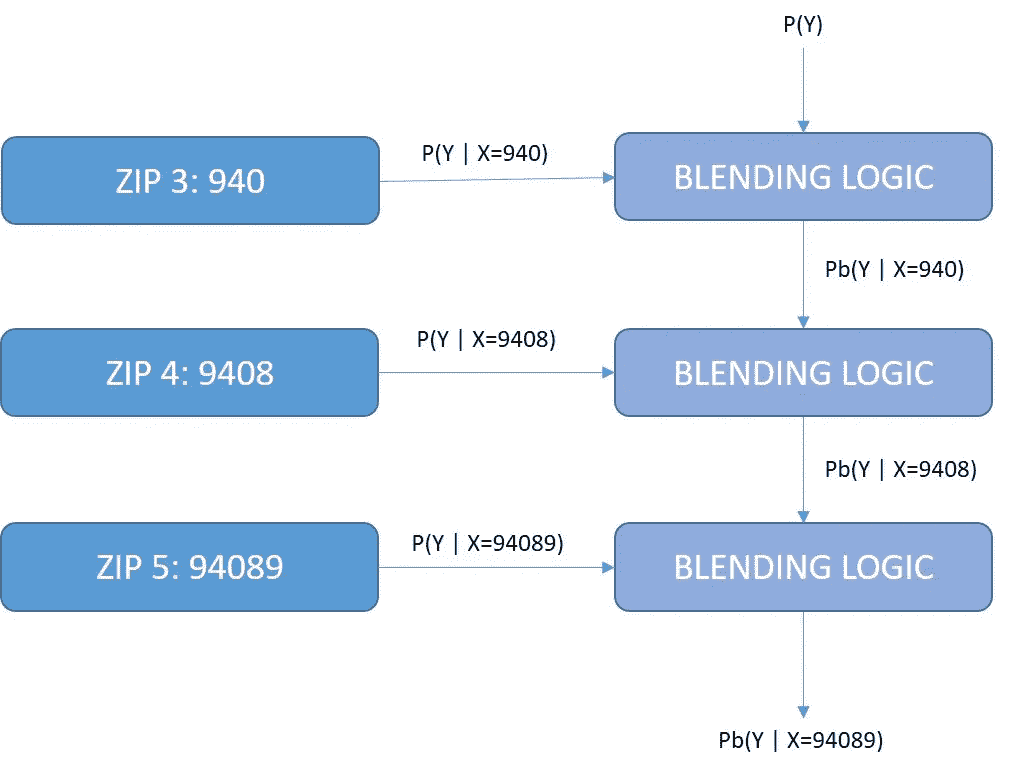 P(Y)
ZIP 3: 940
P(Y | X=940)
BLENDING LOGIC
Pb(Y | X=940)
ZIP 4: 9408
P(Y | X=9408)
BLENDING LOGIC
Pb(Y | X=9408)
ZIP 5: 94089
P(Y | X=94089)
BLENDING LOGIC
Pb(Y | X=94089)